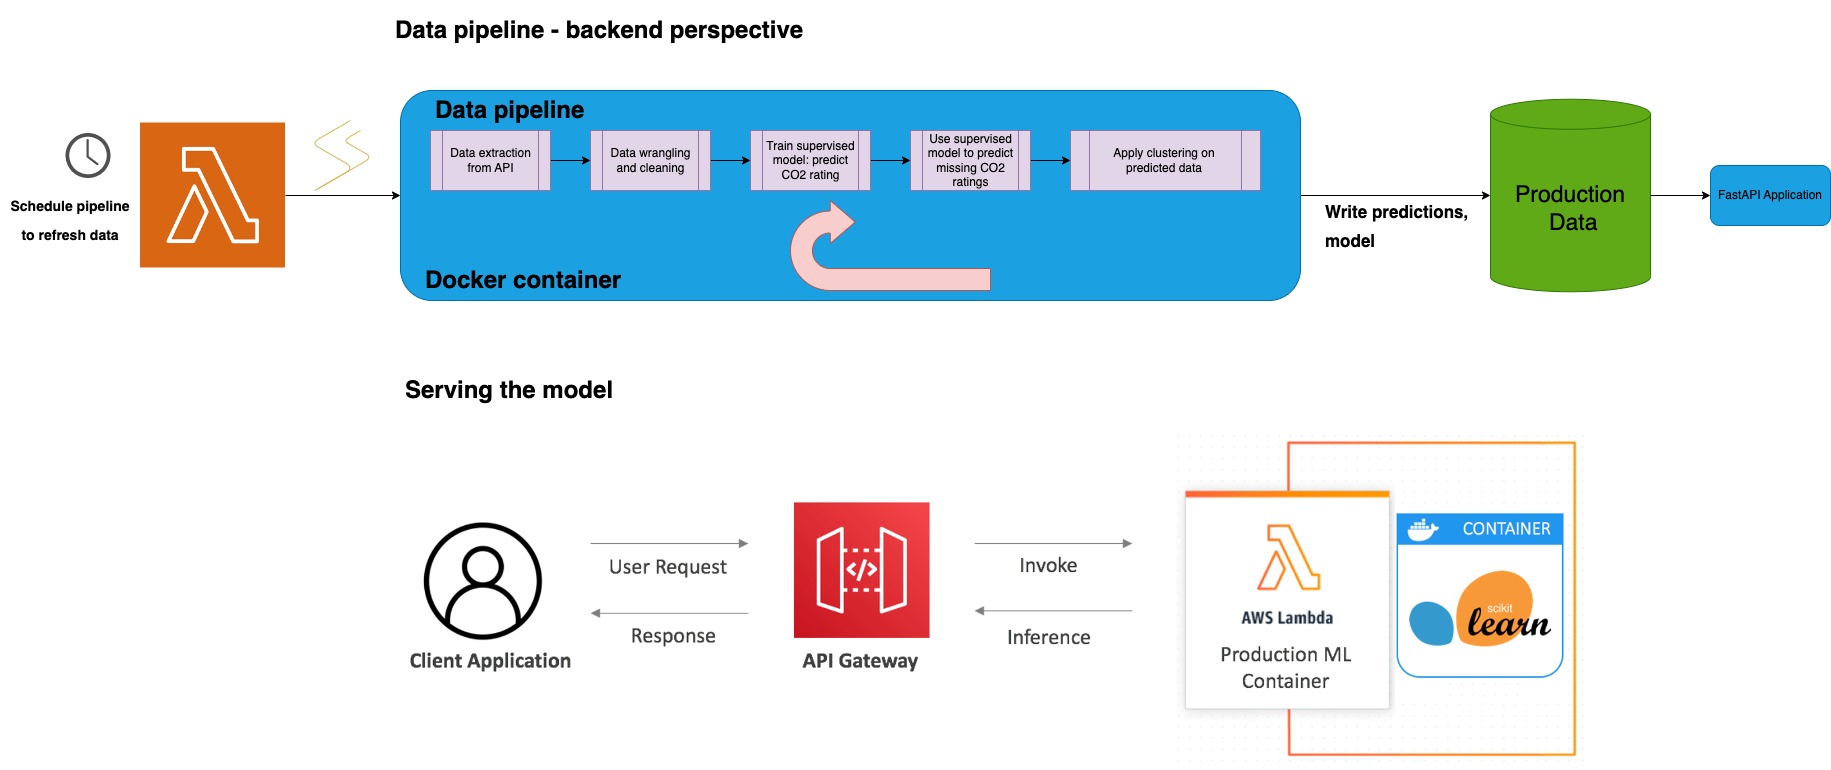 Data pipeline - backend perspective
Schedule pipeline
to refresh data
Data pipeline
Data extraction
from API
Data wrangling
and cleaning
Train supervised
model: predict
CO2 rating
Use supervised
model to predict
missing CO2
ratings
Apply clustering on
predicted data
Docker container
Write predictions,
model
Production
Data
FastAPI Application
Serving the model
Client Application
User Request
Response
</>
API Gateway
Invoke
Inference
AWS Lambda
Production ML
Container
CONTAINER
scikit
learn